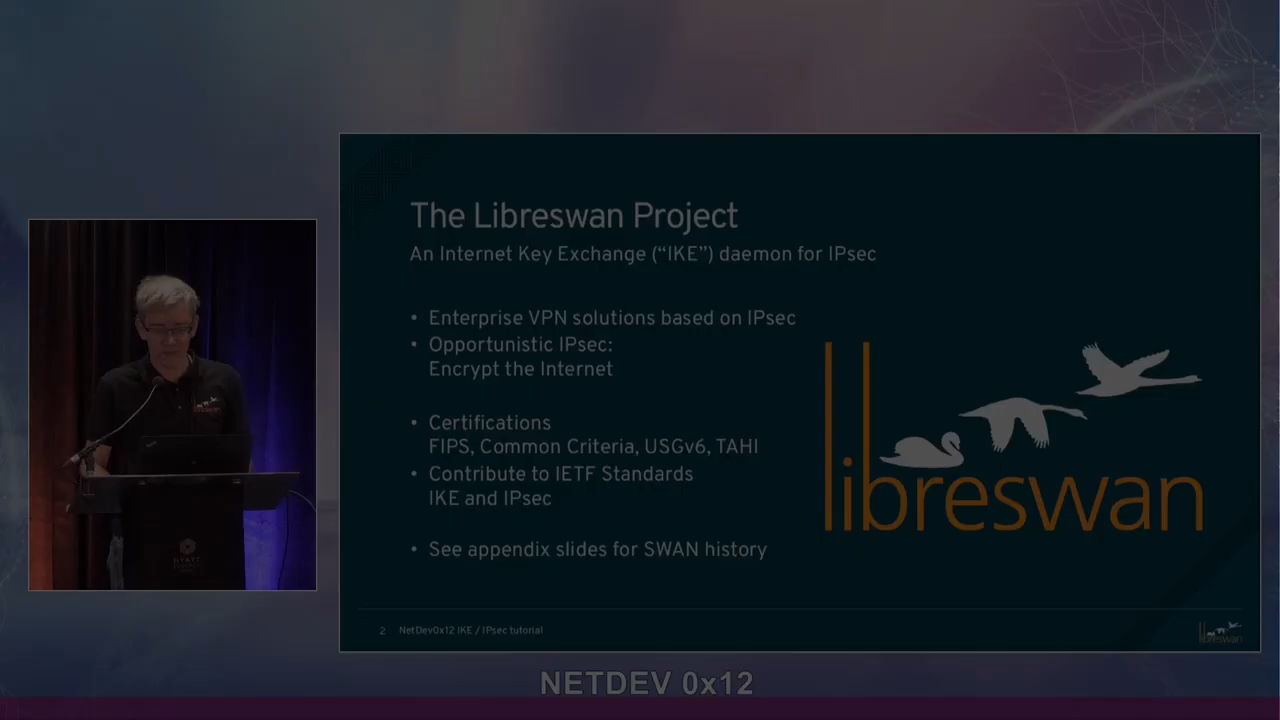 The Libreswan Project
An Internet Key Exchange (“IKE”) daemon for IPsec
• Enterprise VPN solutions based on IPsec
• Opportunistic IPsec:
Encrypt the Internet
• Certifications
FIPS, Common Criteria, USGv6, TAHI
• Contribute to IETF Standards
IKE and IPsec
• See appendix slides for SWAN history
libreswan
2 NetDev0x12 IKE / IPsec tutorial
libreswan
HYATT
NETDEV 0x12